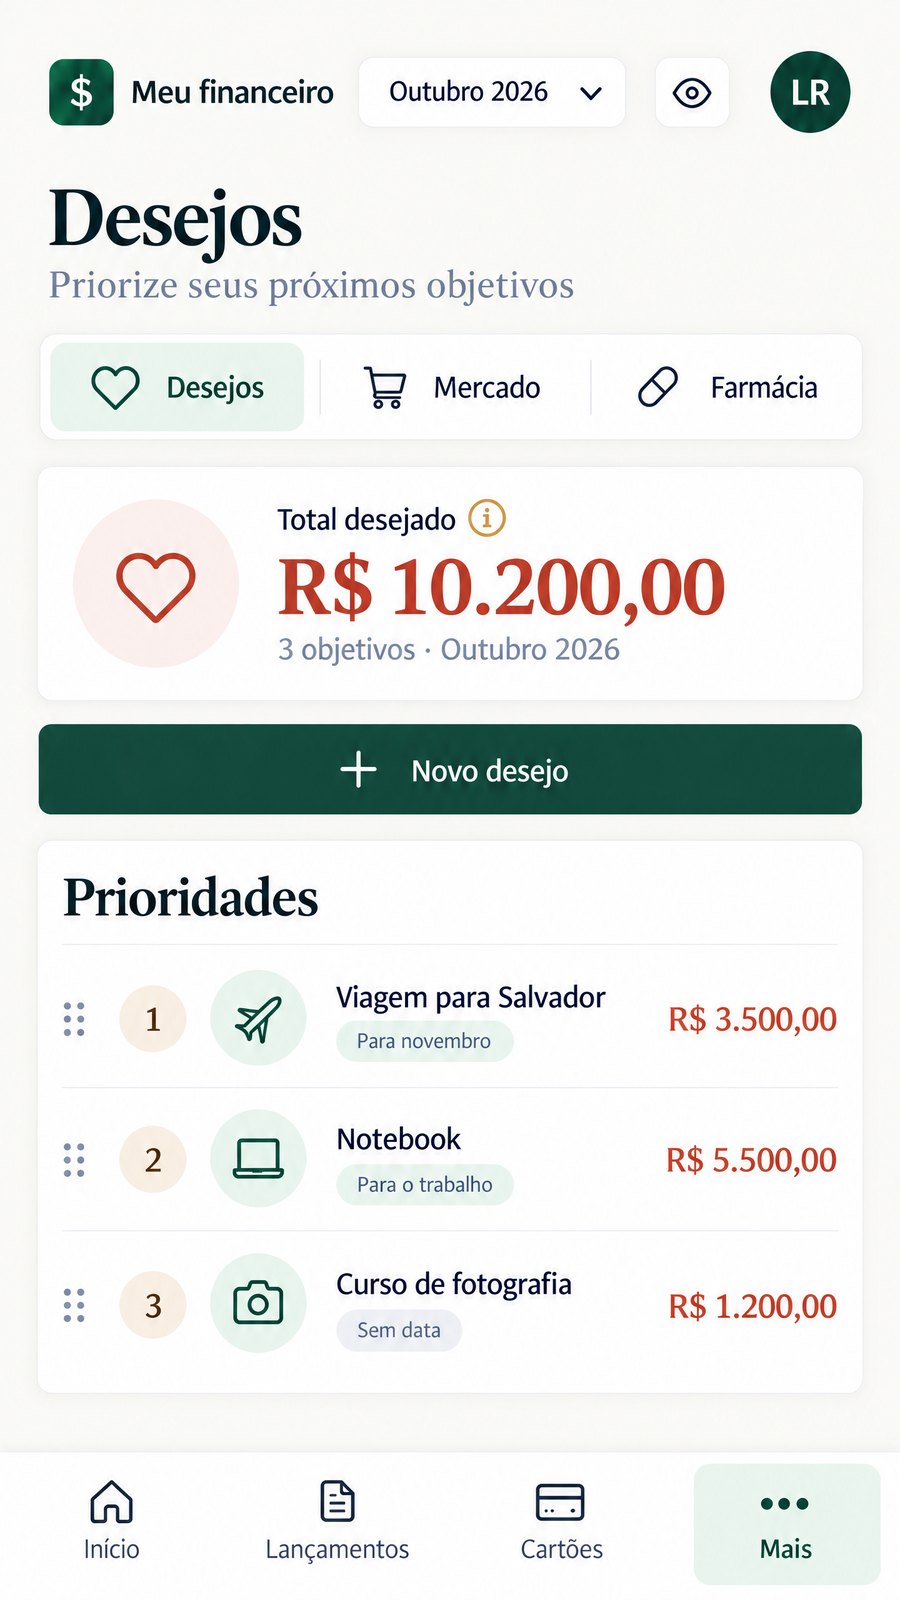 $ Meu financeiro
Outubro 2026
LR
Desejos
Priorize seus próximos objetivos
Desejos
Mercado
Farmácia
Total desejado i
R$ 10.200,00
3 objetivos · Outubro 2026
+ Novo desejo
Prioridades
1
Viagem para Salvador
Para novembro
R$ 3.500,00
2
Notebook
Para o trabalho
R$ 5.500,00
3
Curso de fotografia
Sem data
R$ 1.200,00
Início
Lançamentos
Cartões
Mais